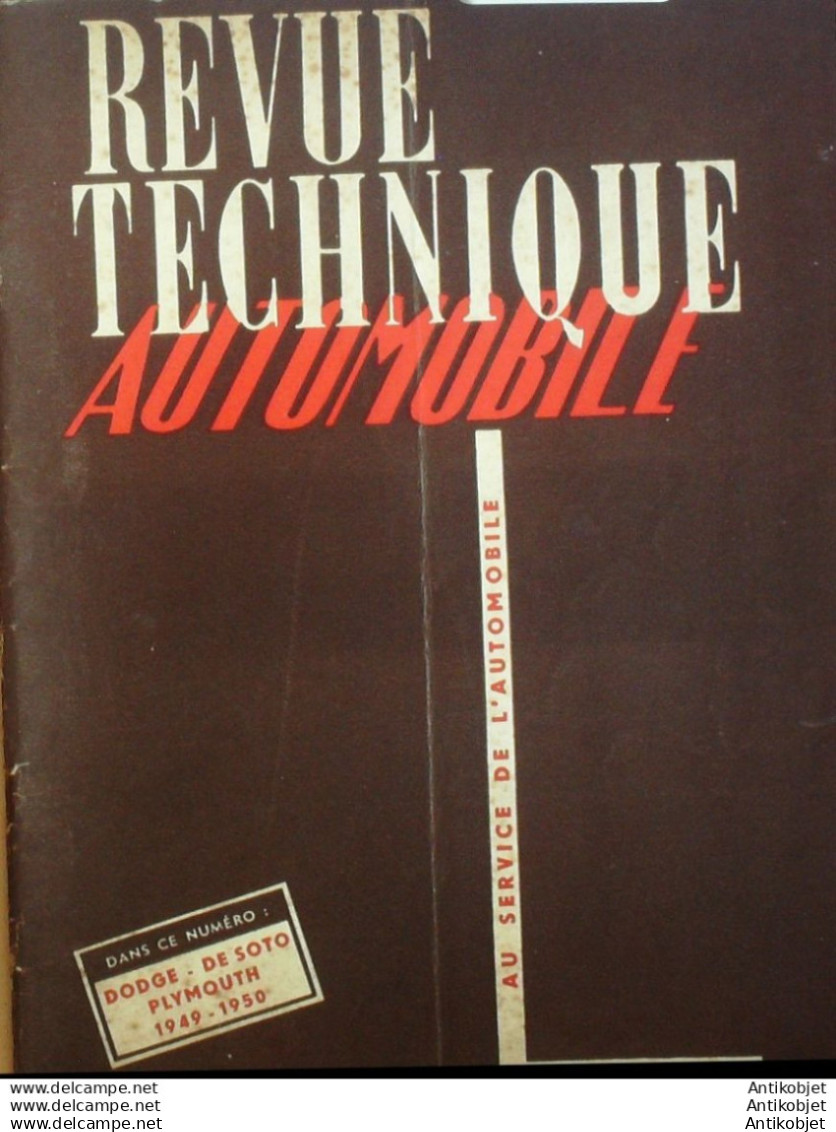 REVUE
TECHNIQUE
AUTOMOBILE
AU SERVICE DE L'AUTOMOBILE
DANS CE NUMÉRO :
DODGE - DE SOTO
PLYMOUTH
1949 - 1950
www.delcampe.net Antikobjet
www.delcampe.net Antikobjet
www.delcampe.net Antikobjet